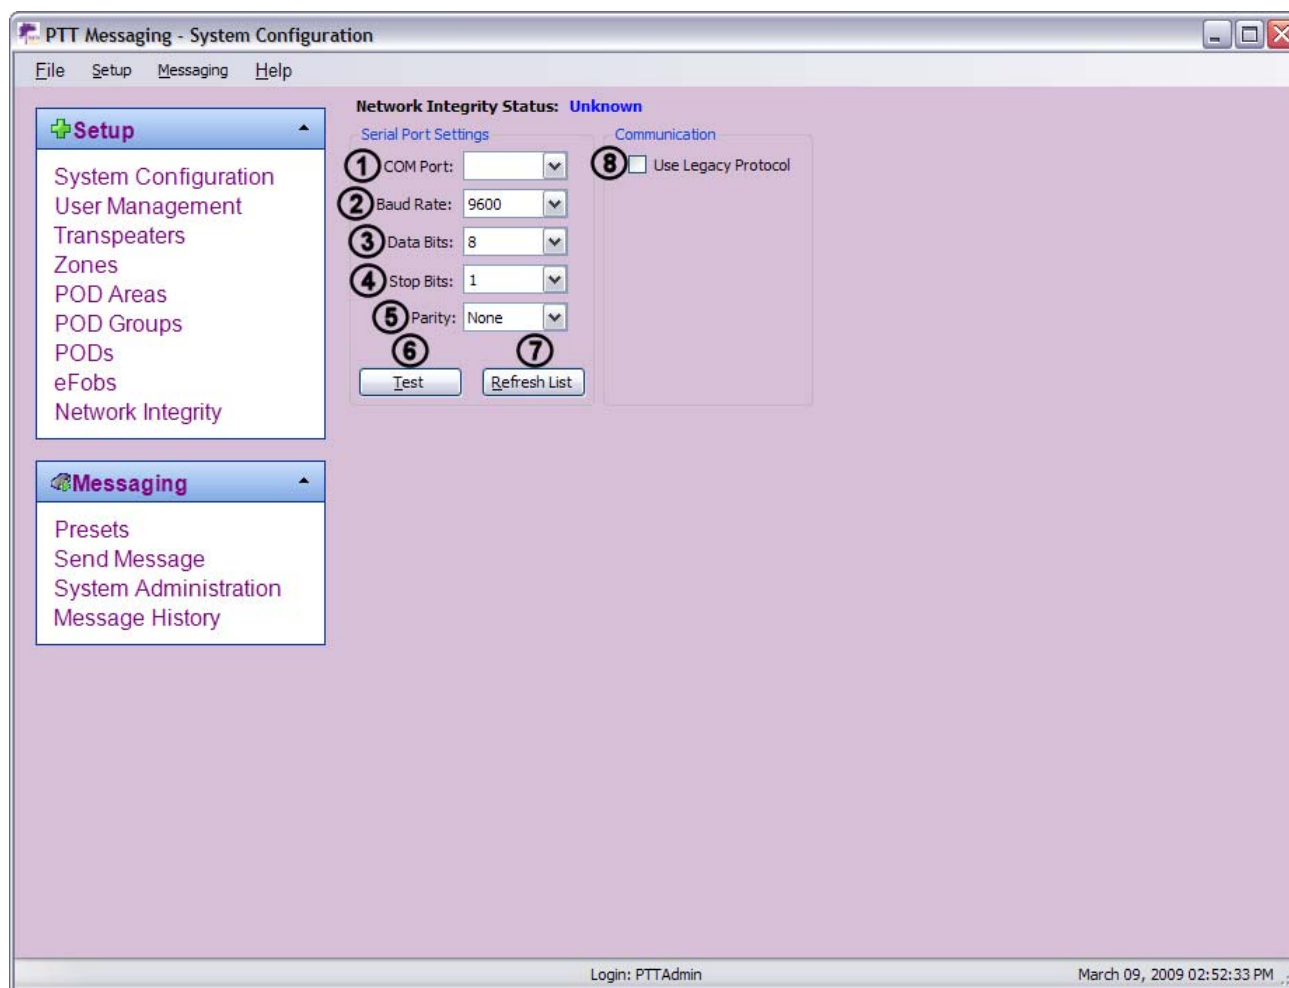 PTT Messaging - System Configuration
File Setup Messaging Help
Network Integrity Status: Unknown
Setup
System Configuration
User Management
Transpeaters
Zones
POD Areas
POD Groups
PODs
eFobs
Network Integrity
Messaging
Presets
Send Message
System Administration
Message History
Serial Port Settings
1 COM Port:
2 Baud Rate: 9600
3 Data Bits: 8
4 Stop Bits: 1
5 Parity: None
6 7
Test Refresh List
Communication
8 Use Legacy Protocol
Login: PTTAdmin March 09, 2009 02:52:33 PM